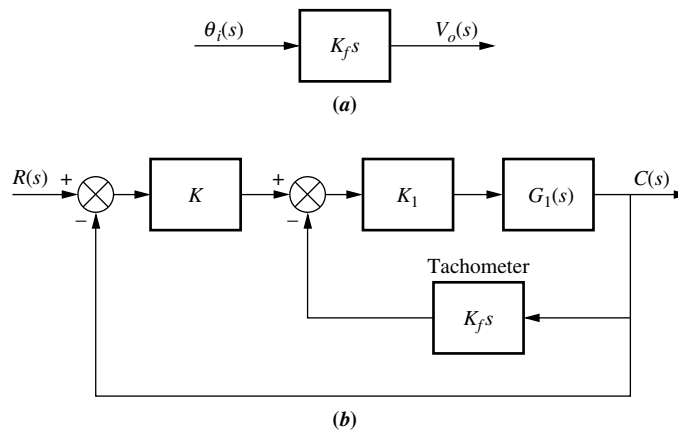 θi(s)
Kfs
Vo(s)
(a)
R(s)
+
−
K
+
−
K1
G1(s)
C(s)
Tachometer
Kfs
(b)